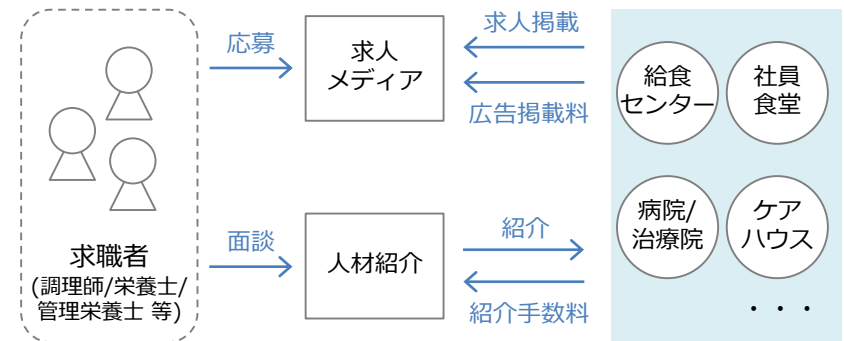 応募
求人
メディア
求人掲載
広告掲載料
給食
センター
社員
食堂
求職者
(調理師/栄養士/
管理栄養士 等)
面談
人材紹介
紹介
紹介手数料
病院/
治療院
ケア
ハウス
・・・